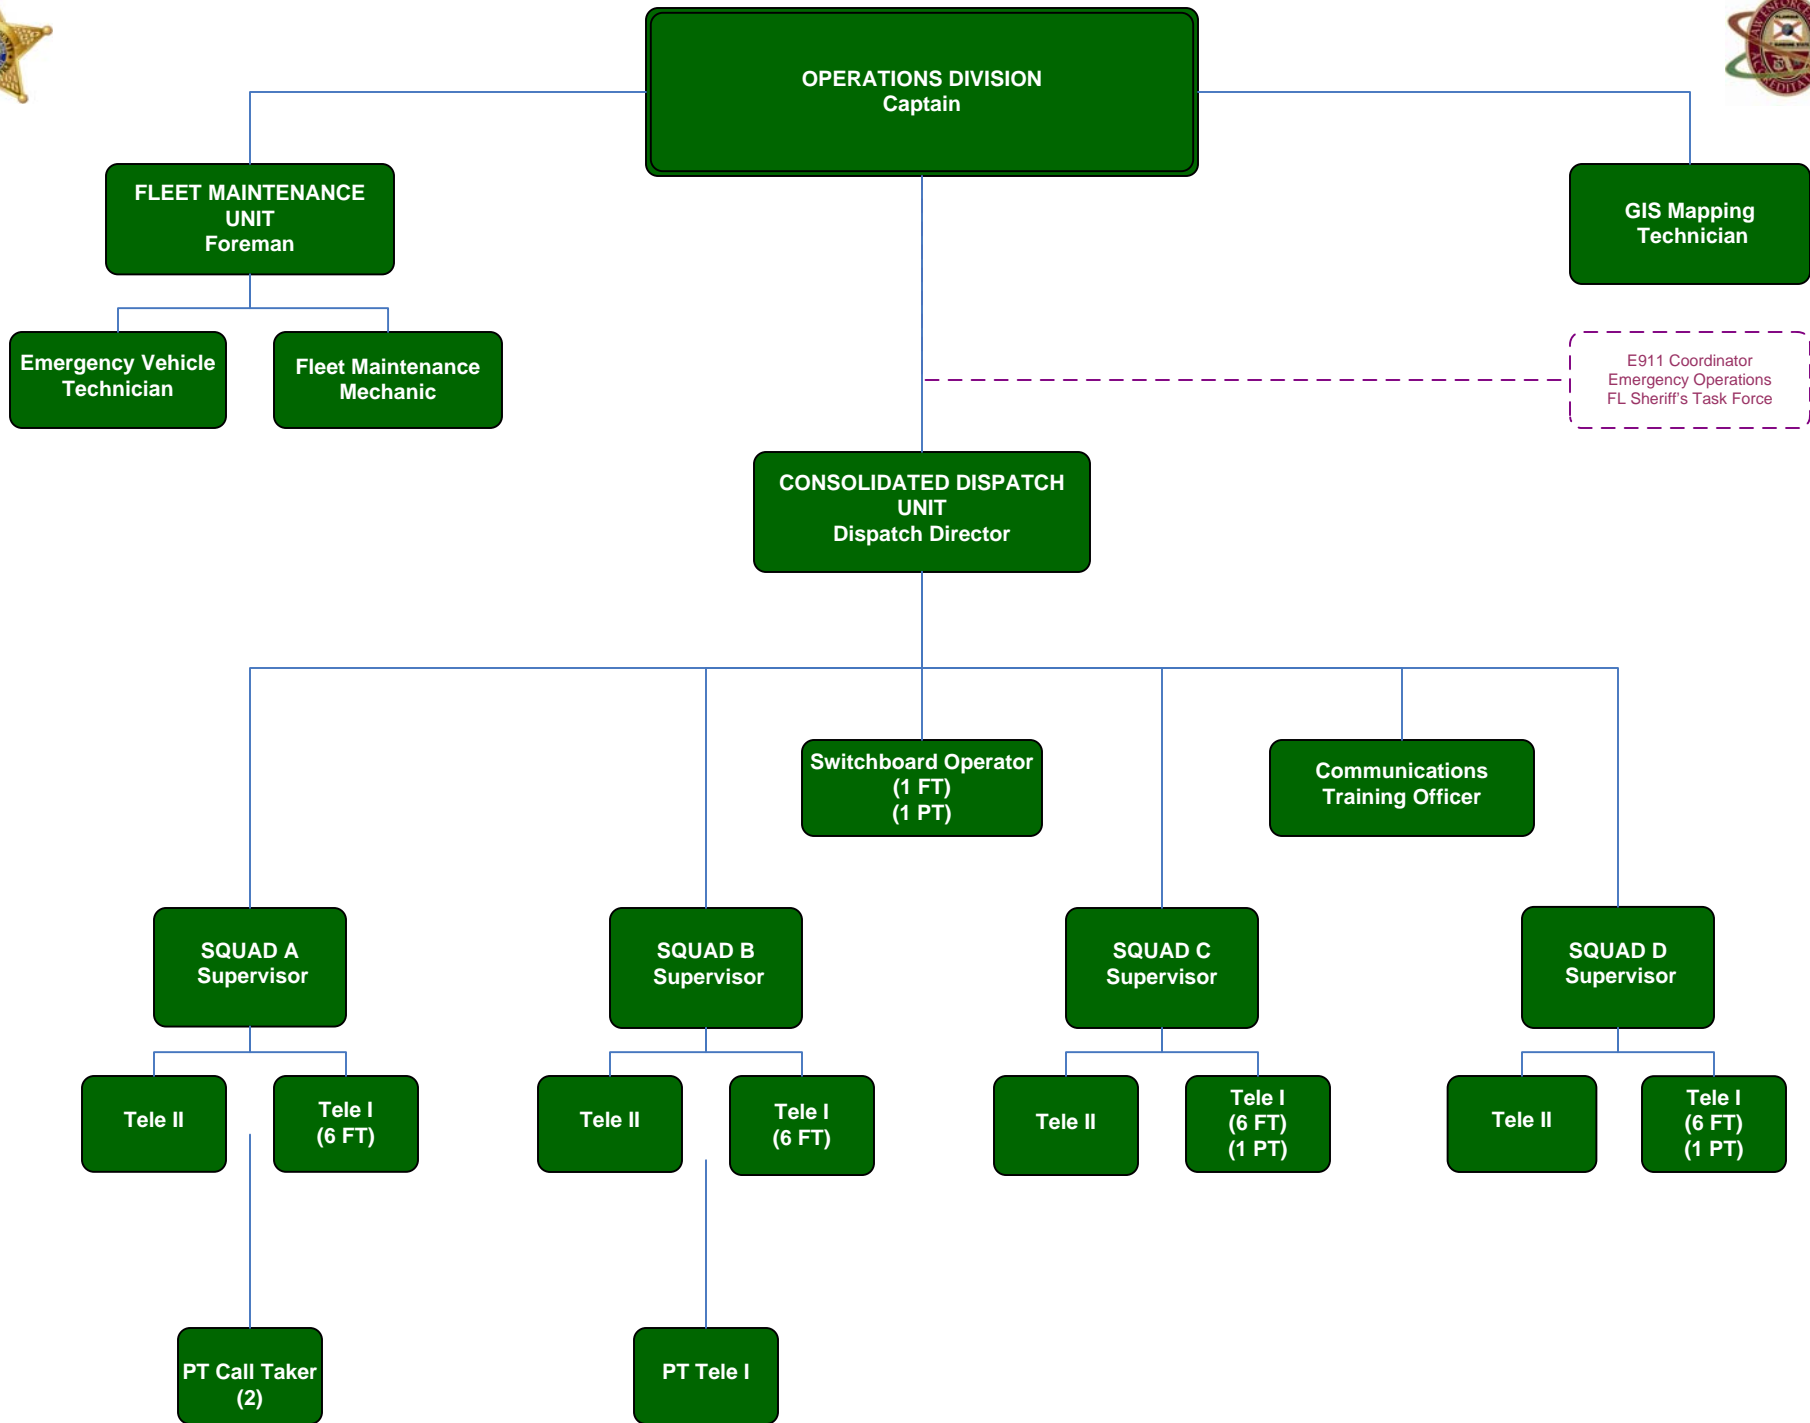 OPERATIONS DIVISION
Captain
FLEET MAINTENANCE
UNIT
Foreman
GIS Mapping
Technician
Emergency Vehicle
Technician
Fleet Maintenance
Mechanic
E911 Coordinator
Emergency Operations
FL Sheriff's Task Force
CONSOLIDATED DISPATCH
UNIT
Dispatch Director
Switchboard Operator
(1 FT)
(1 PT)
Communications
Training Officer
SQUAD A
Supervisor
SQUAD B
Supervisor
SQUAD C
Supervisor
SQUAD D
Supervisor
Tele II
Tele I
(6 FT)
Tele II
Tele I
(6 FT)
Tele II
Tele I
(6 FT)
(1 PT)
Tele II
Tele I
(6 FT)
(1 PT)
PT Call Taker
(2)
PT Tele I